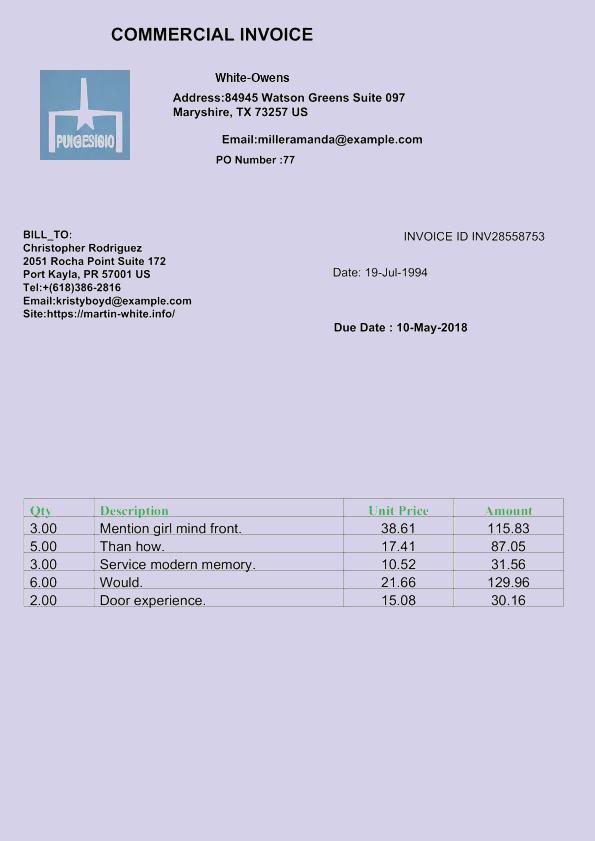 COMMERCIAL INVOICE
PUIGESIGIO
White-Owens
Address:84945 Watson Greens Suite 097
Maryshire, TX 73257 US
Email:milleramanda@example.com
PO Number :77
BILL_TO:
Christopher Rodriguez
2051 Rocha Point Suite 172
Port Kayla, PR 57001 US
Tel:+(618)386-2816
Email:kristyboyd@example.com
Site:https://martin-white.info/
INVOICE ID INV28558753
Date: 19-Jul-1994
Due Date : 10-May-2018
Qty Description Unit Price Amount
3.00 Mention girl mind front. 38.61 115.83
5.00 Than how. 17.41 87.05
3.00 Service modern memory. 10.52 31.56
6.00 Would. 21.66 129.96
2.00 Door experience. 15.08 30.16